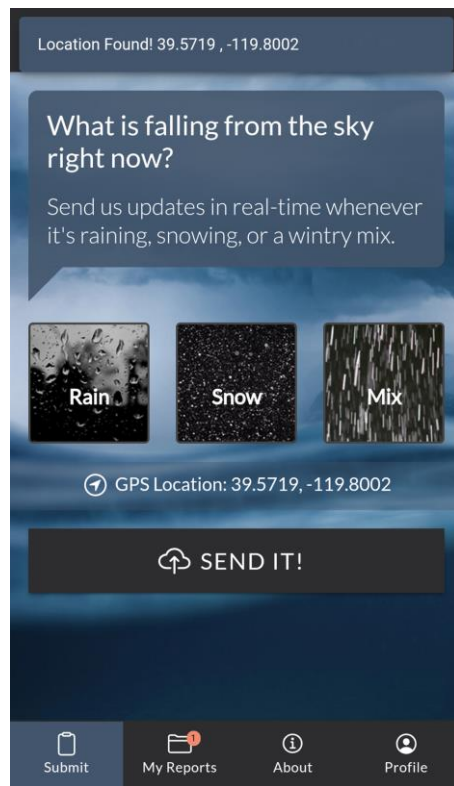 Location Found! 39.5719 , -119.8002
What is falling from the sky
right now?
Send us updates in real-time whenever
it's raining, snowing, or a wintry mix.
Rain
Snow
Mix
GPS Location: 39.5719, -119.8002
SEND IT!
1
Submit
My Reports
About
Profile